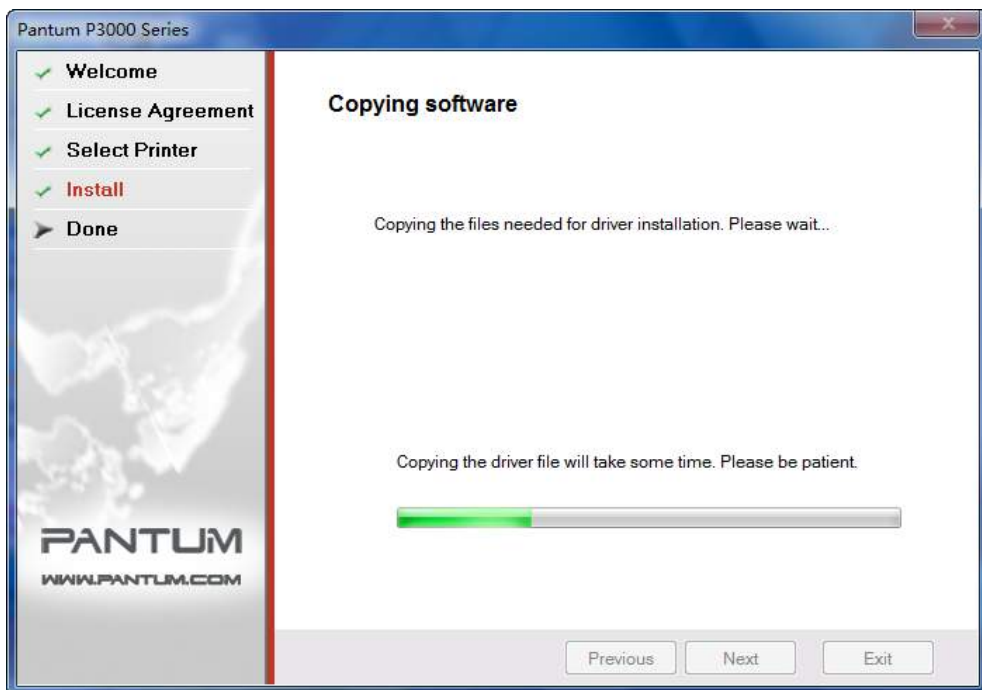 Pantum P3000 Series
Welcome
License Agreement
Select Printer
Install
Done
PANTUM
WWW.PANTUM.COM
Copying software
Copying the files needed for driver installation. Please wait...
Copying the driver file will take some time. Please be patient.
Previous
Next
Exit